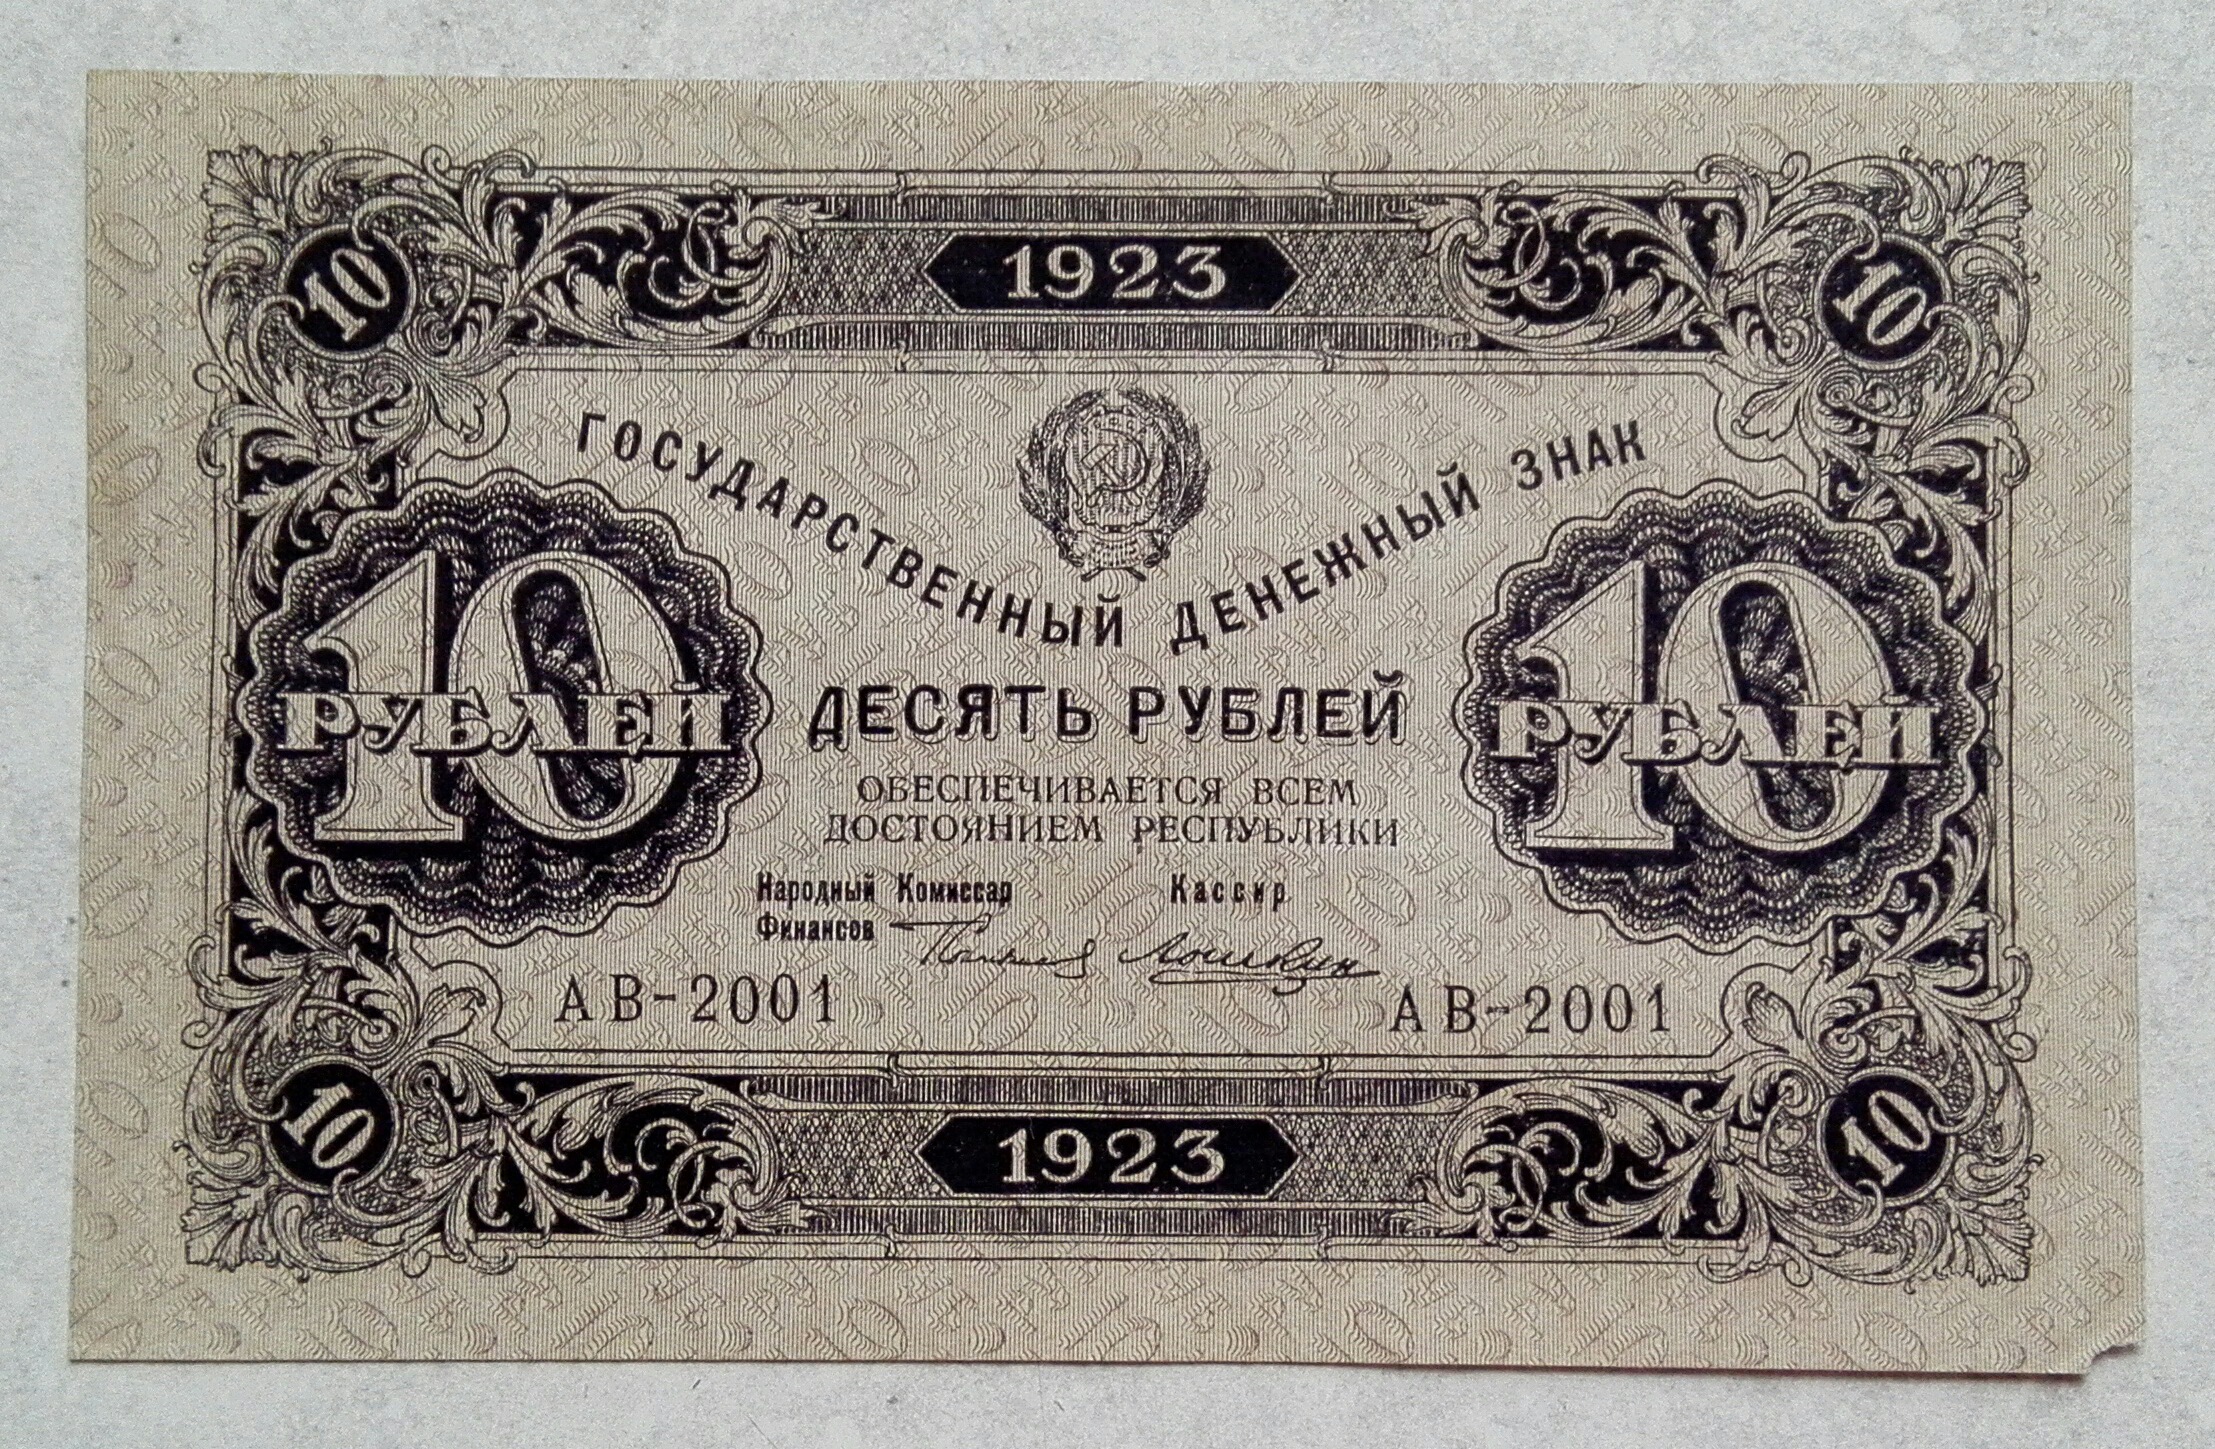 10 1923 10
ГОСУДАРСТВЕННЫЙ ДЕНЕЖНЫЙ ЗНАК
10 РУБЛЕЙ
ДЕСЯТЬ РУБЛЕЙ
10 РУБЛЕЙ
ОБЕСПЕЧИВАЕТСЯ ВСЕМ
ДОСТОЯНИЕМ РЕСПУБЛИКИ
Народный Комиссар
Финансов
Кассир
АВ-2001 АВ-2001
10 1923 10